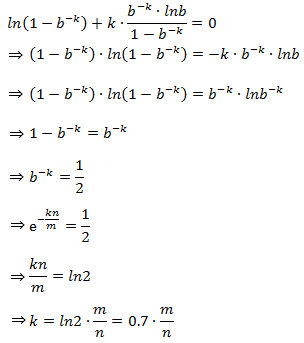 ln(1 − b⁻ᵏ) + k · (b⁻ᵏ · lnb)/(1 − b⁻ᵏ) = 0
⇒ (1 − b⁻ᵏ) · ln(1 − b⁻ᵏ) = −k · b⁻ᵏ · lnb
⇒ (1 − b⁻ᵏ) · ln(1 − b⁻ᵏ) = b⁻ᵏ · lnb⁻ᵏ
⇒ 1 − b⁻ᵏ = b⁻ᵏ
⇒ b⁻ᵏ = 1/2
⇒ e^(−kn/m) = 1/2
⇒ kn/m = ln2
⇒ k = ln2 · m/n = 0.7 · m/n